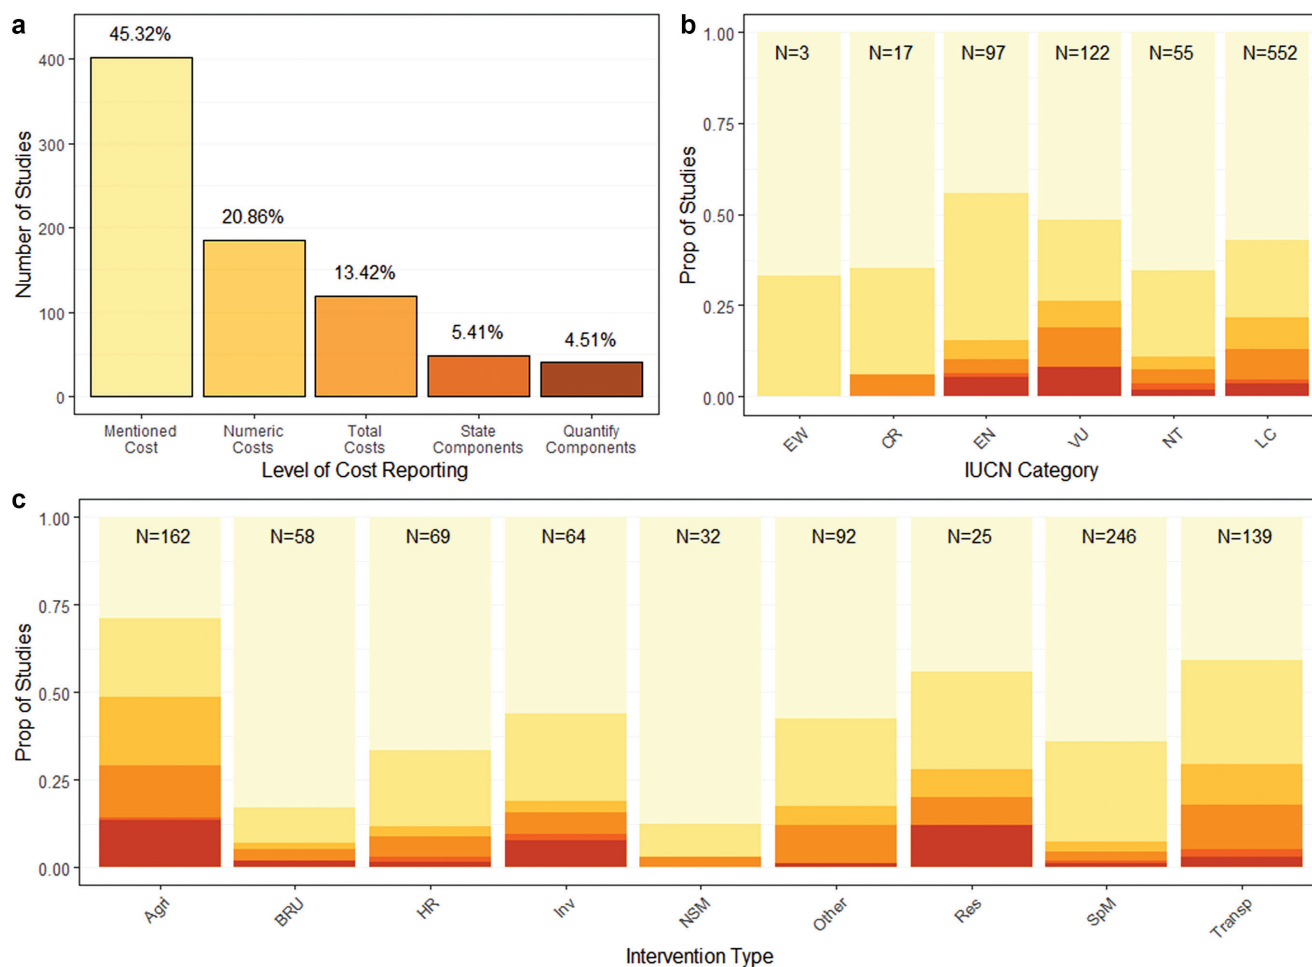 a
45.32%
20.86%
13.42%
5.41%
4.51%
400
300
200
100
0
Number of Studies
Mentioned Cost
Numeric Costs
Total Costs
State Components
Quantify Components
Level of Cost Reporting
b
N=3 N=17 N=97 N=122 N=55 N=552
1.00
0.75
0.50
0.25
0.00
Prop of Studies
EW CR EN VU NT LC
IUCN Category
c
N=162 N=58 N=69 N=64 N=32 N=92 N=25 N=246 N=139
1.00
0.75
0.50
0.25
0.00
Prop of Studies
Agri BRU HR Inv NSM Other Res SpM Transp
Intervention Type